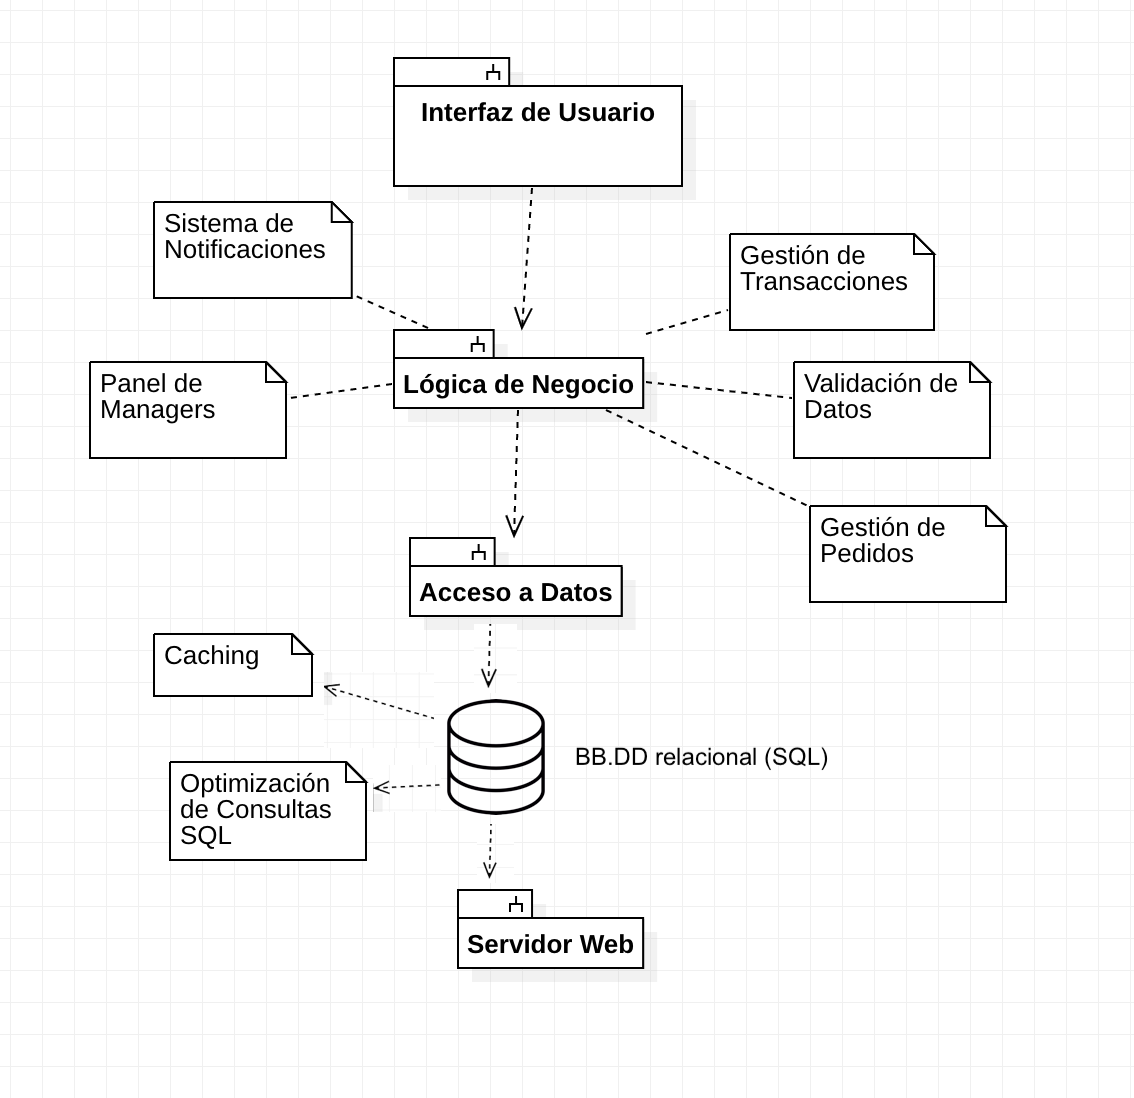 Interfaz de Usuario
Sistema de
Notificaciones
Gestión de
Transacciones
Panel de
Managers
Lógica de Negocio
Validación de
Datos
Gestión de
Pedidos
Acceso a Datos
Caching
BB.DD relacional (SQL)
Optimización
de Consultas
SQL
Servidor Web